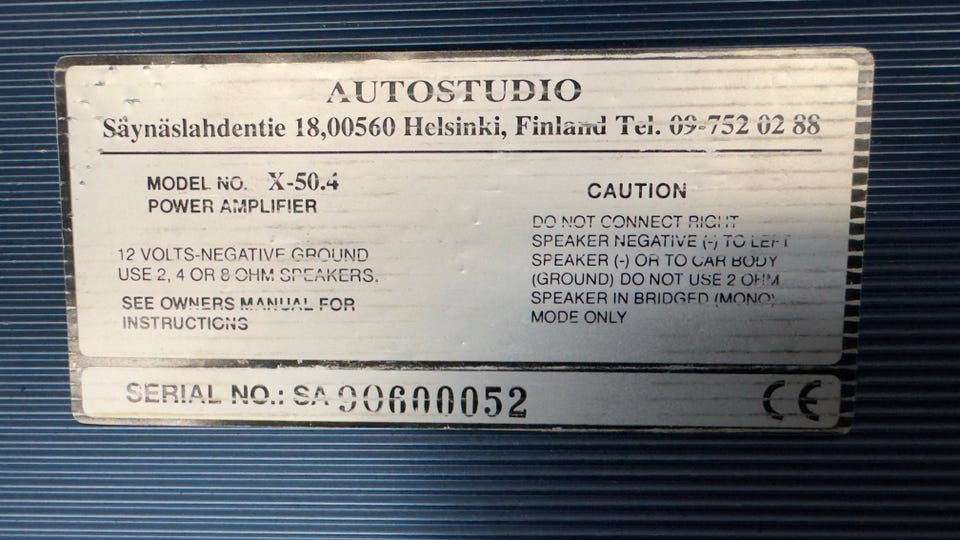 AUTOSTUDIO
Säynäslahdentie 18,00560 Helsinki, Finland Tel. 09-752 02 88
MODEL NO. X-50.4
POWER AMPLIFIER
12 VOLTS-NEGATIVE GROUND
USE 2, 4 OR 8 OHM SPEAKERS.
SEE OWNERS MANUAL FOR
INSTRUCTIONS
CAUTION
DO NOT CONNECT RIGHT
SPEAKER NEGATIVE (-) TO LEFT
SPEAKER (-) OR TO CAR BODY
(GROUND) DO NOT USE 2 OHM
SPEAKER IN BRIDGED (MONO)
MODE ONLY
SERIAL NO.: SA 00600052
CE